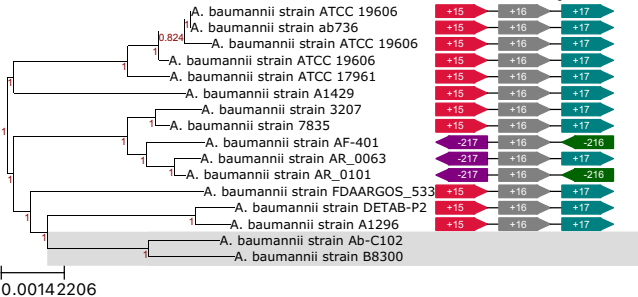 A. baumannii strain ATCC 19606 +15 +16 +17
1
A. baumannii strain ab736 +15 +16 +17
0.824
A. baumannii strain ATCC 19606 +15 +16 +17
1
A. baumannii strain ATCC 19606 +15 +16 +17
1
A. baumannii strain ATCC 17961 +15 +16 +17
1
A. baumannii strain A1429 +15 +16 +17
A. baumannii strain 3207 +15 +16 +17
1
A. baumannii strain 7835 +15 +16 +17
1
1
A. baumannii strain AF-401 -217 +16 -216
A. baumannii strain AR_0063 -217 +16 +17
1
1
A. baumannii strain AR_0101 -217 +16 -216
1
A. baumannii strain FDAARGOS_533 +15 +16 +17
A. baumannii strain DETAB-P2 +15 +16 +17
1
1
A. baumannii strain A1296 +15 +16 +17
1
A. baumannii strain Ab-C102
1
A. baumannii strain B8300
0.00142206